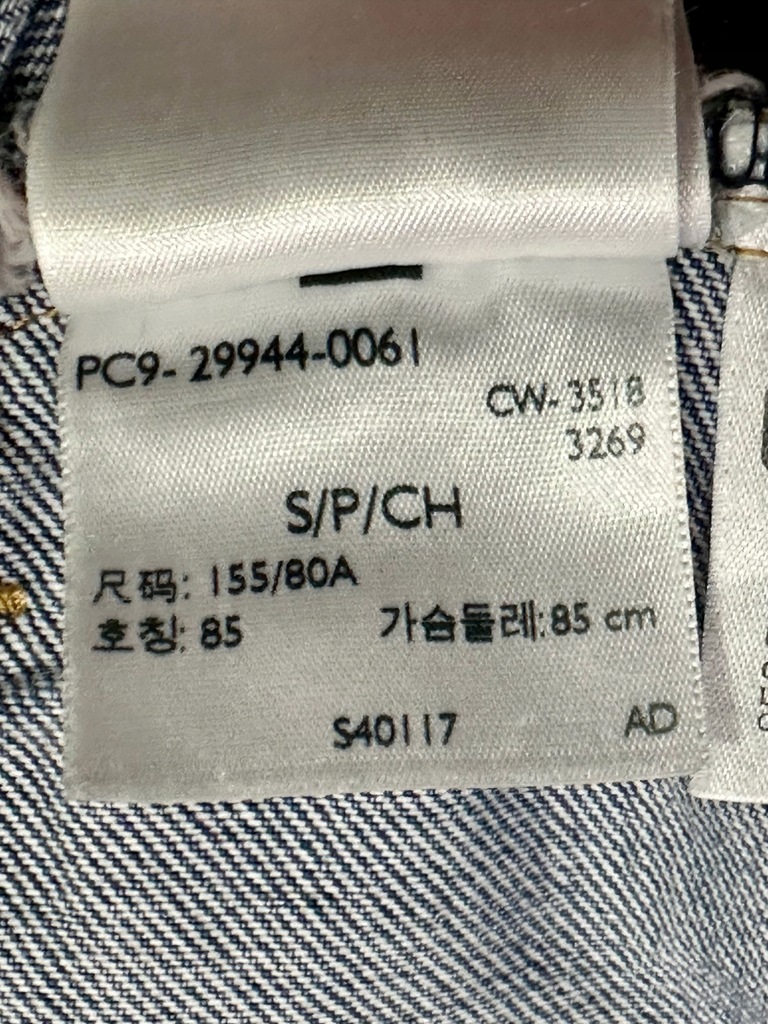 PC9-29944-0061
CW-3518
3269
S/P/CH
尺码: 155/80A
호칭: 85 가슴둘레:85 cm
S40117 AD